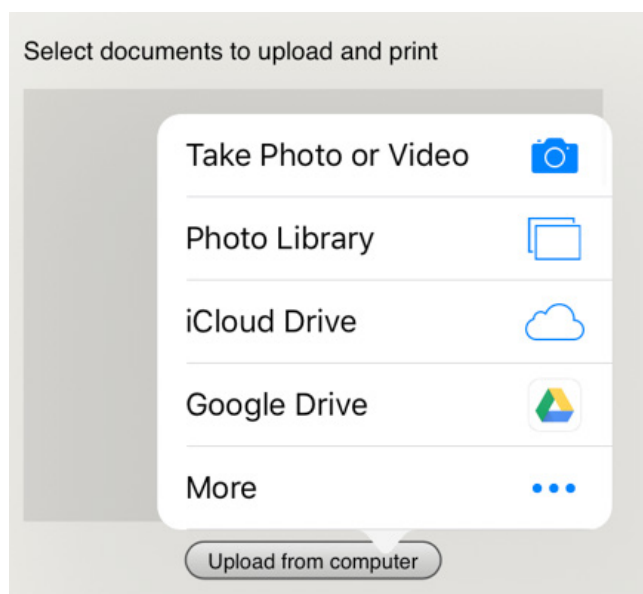 Select documents to upload and print
Take Photo or Video
Photo Library
iCloud Drive
Google Drive
More
Upload from computer